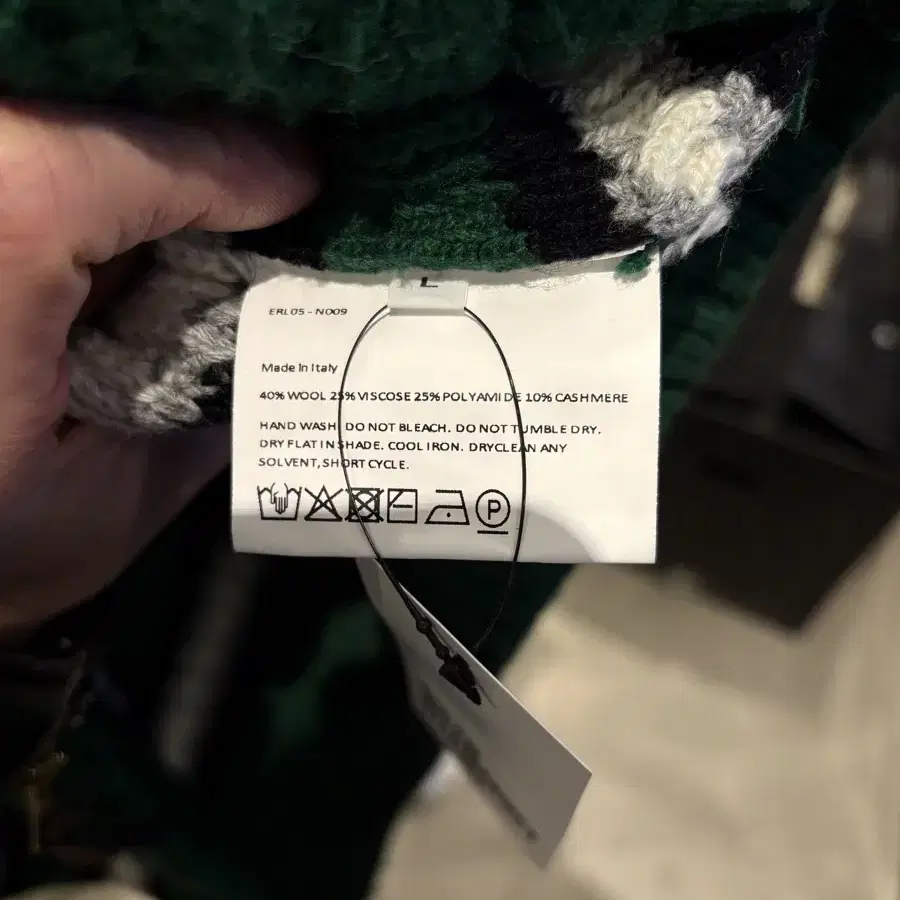 L
ERL05 - N009
Made In Italy
40% WOOL 25% VISCOSE 25% POLYAMIDE 10% CASHMERE
HAND WASH. DO NOT BLEACH. DO NOT TUMBLE DRY.
DRY FLAT IN SHADE. COOL IRON. DRYCLEAN ANY
SOLVENT, SHORT CYCLE.
P